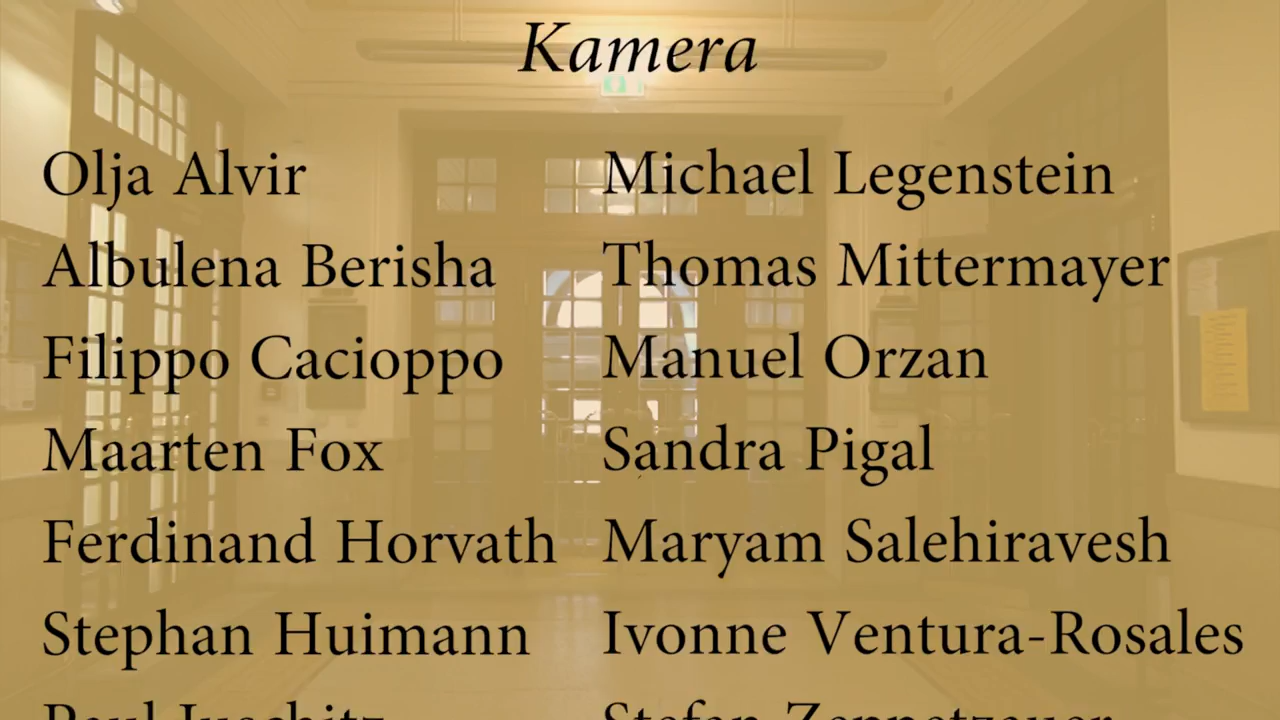 Kamera
Olja Alvir
Albulena Berisha
Filippo Cacioppo
Maarten Fox
Ferdinand Horvath
Stephan Huimann
Michael Legenstein
Thomas Mittermayer
Manuel Orzan
Sandra Pigal
Maryam Salehiravesh
Ivonne Ventura-Rosales